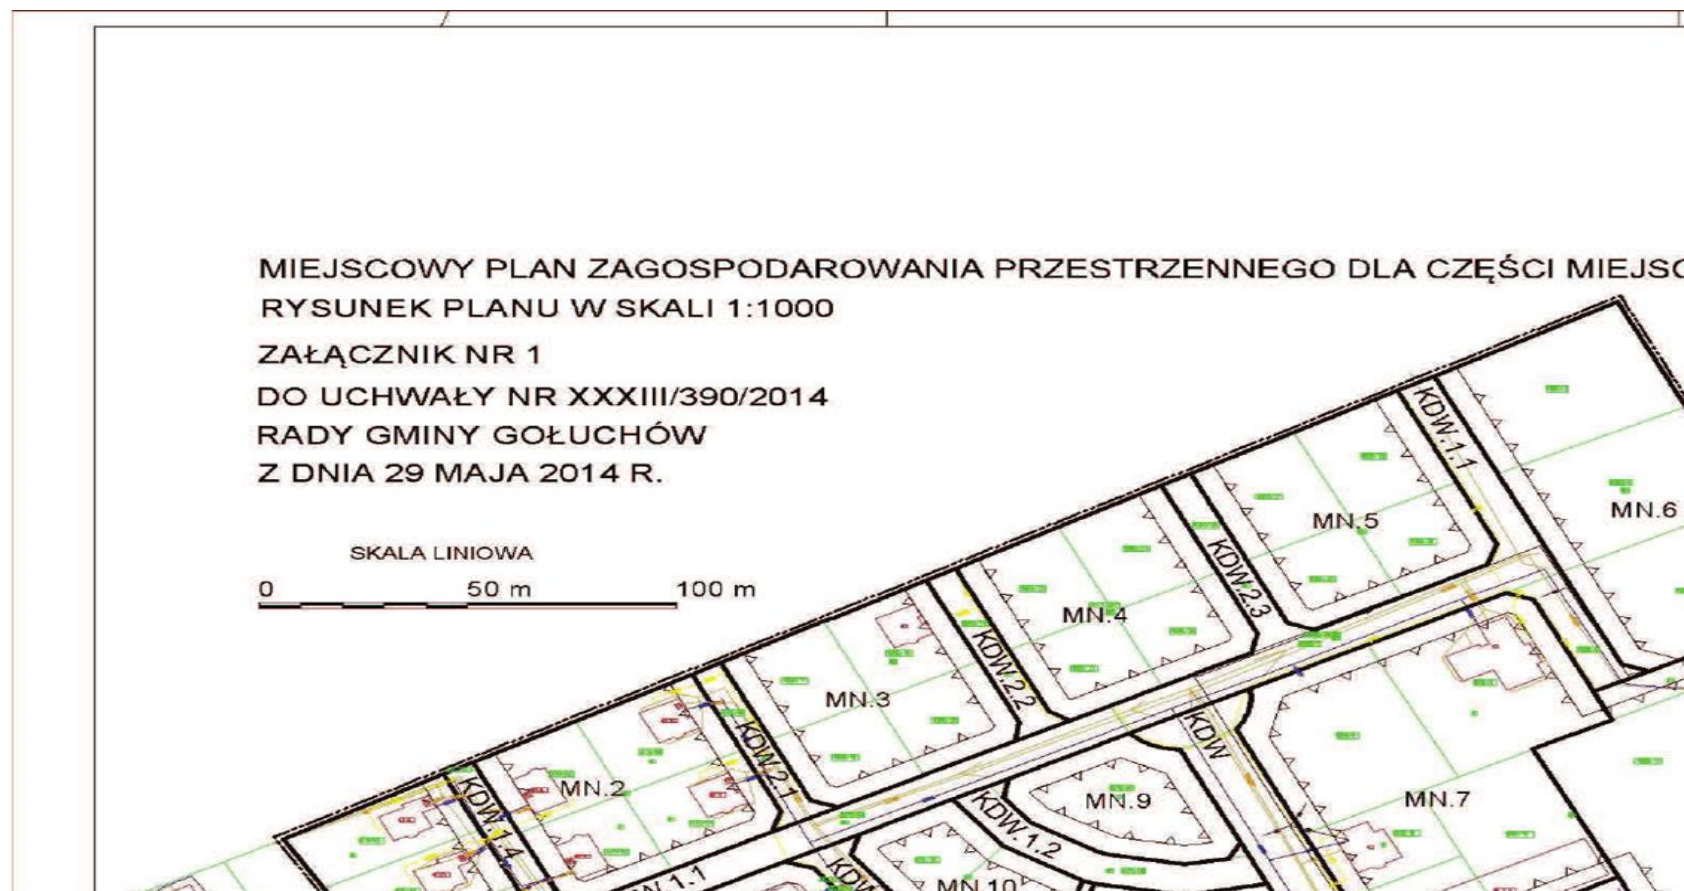 MIEJSCOWY PLAN ZAGOSPODAROWANIA PRZESTRZENNEGO DLA CZĘŚCI MIEJSC
RYSUNEK PLANU W SKALI 1:1000
ZAŁĄCZNIK NR 1
DO UCHWAŁY NR XXXIII/390/2014
RADY GMINY GOŁUCHÓW
Z DNIA 29 MAJA 2014 R.
SKALA LINIOWA
0 50 m 100 m
KDW.1.1
MN.6
MN.5
KDW.2.3
MN.4
KDW.2.2
MN.3
KDW
KDW.2.1
MN.2
MN.9
MN.7
KDW.1.4
KDW.1.2
W 1.1
KDW
MN.10